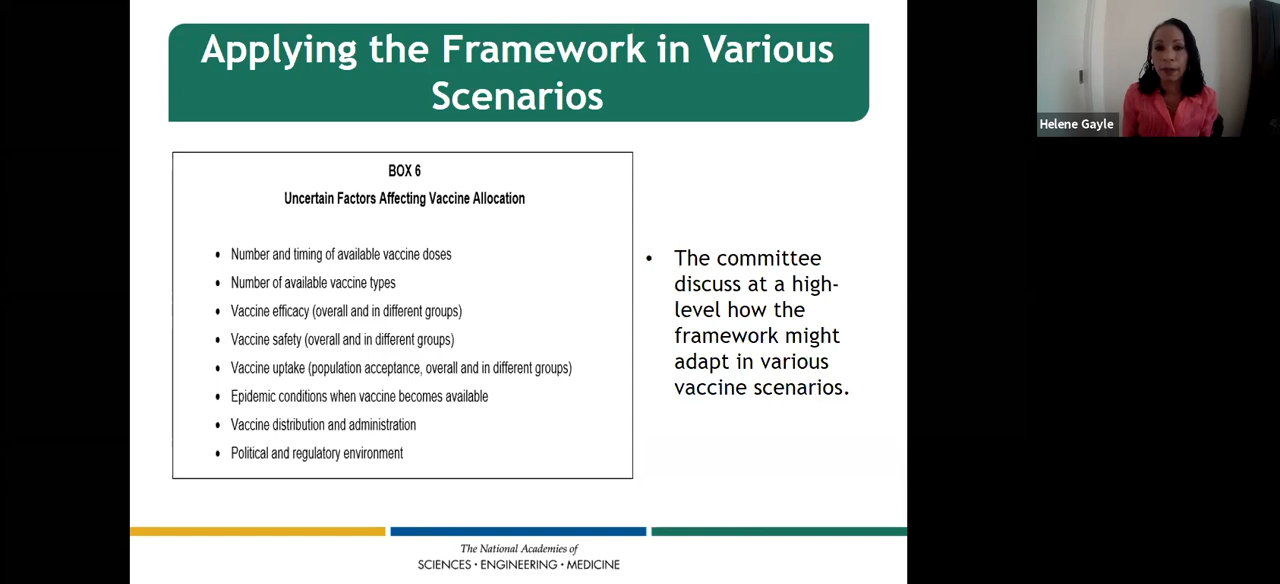 Applying the Framework in Various
Scenarios
BOX 6
Uncertain Factors Affecting Vaccine Allocation
• Number and timing of available vaccine doses
• Number of available vaccine types
• Vaccine efficacy (overall and in different groups)
• Vaccine safety (overall and in different groups)
• Vaccine uptake (population acceptance, overall and in different groups)
• Epidemic conditions when vaccine becomes available
• Vaccine distribution and administration
• Political and regulatory environment
• The committee
discuss at a high-
level how the
framework might
adapt in various
vaccine scenarios.
The National Academies of
SCIENCES • ENGINEERING • MEDICINE
Helene Gayle